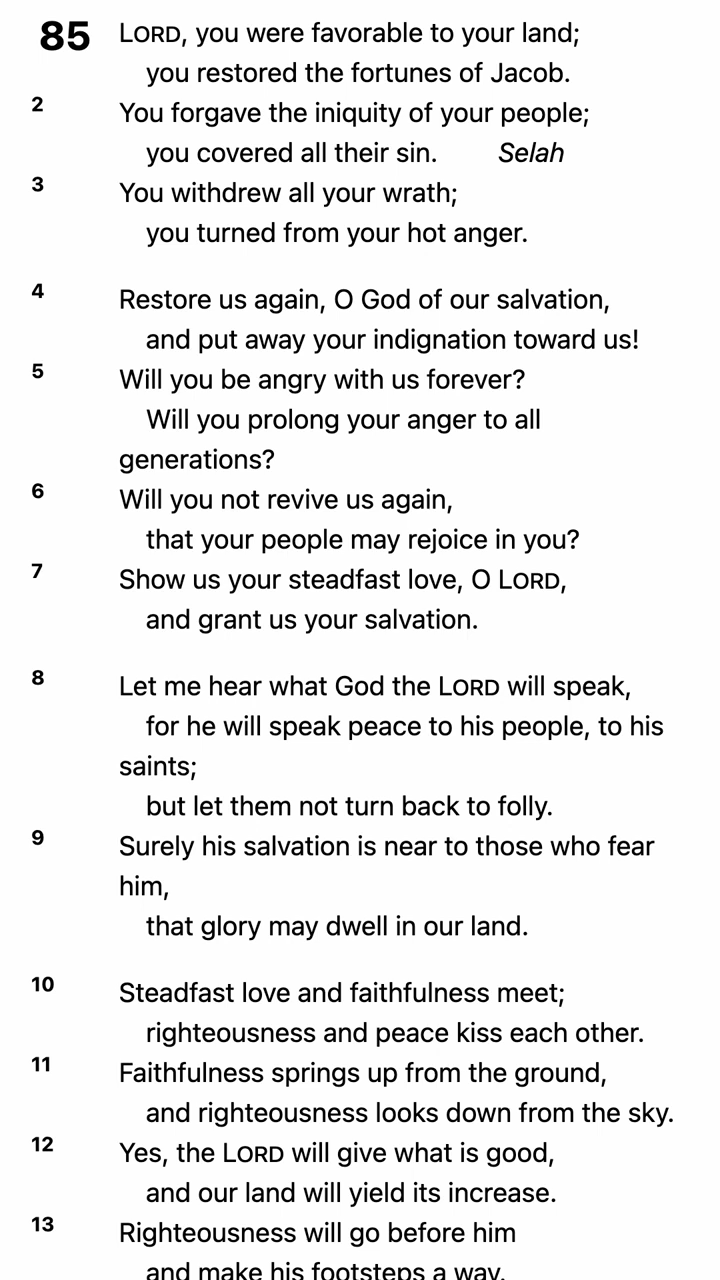 85 LORD, you were favorable to your land;
you restored the fortunes of Jacob.
2 You forgave the iniquity of your people;
you covered all their sin. Selah
3 You withdrew all your wrath;
you turned from your hot anger.
4 Restore us again, O God of our salvation,
and put away your indignation toward us!
5 Will you be angry with us forever?
Will you prolong your anger to all
generations?
6 Will you not revive us again,
that your people may rejoice in you?
7 Show us your steadfast love, O LORD,
and grant us your salvation.
8 Let me hear what God the LORD will speak,
for he will speak peace to his people, to his
saints;
but let them not turn back to folly.
9 Surely his salvation is near to those who fear
him,
that glory may dwell in our land.
10 Steadfast love and faithfulness meet;
righteousness and peace kiss each other.
11 Faithfulness springs up from the ground,
and righteousness looks down from the sky.
12 Yes, the LORD will give what is good,
and our land will yield its increase.
13 Righteousness will go before him
and make his footsteps a way.